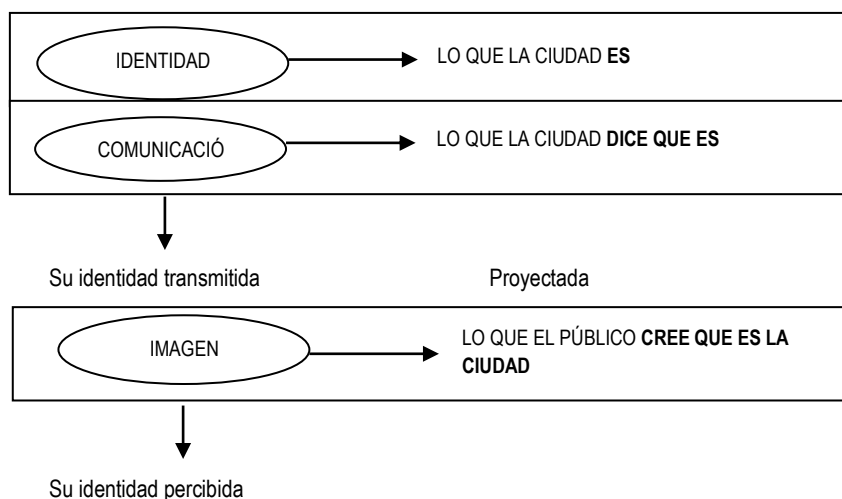 IDENTIDAD
LO QUE LA CIUDAD ES
COMUNICACIÓ
LO QUE LA CIUDAD DICE QUE ES
Su identidad transmitida
Proyectada
IMAGEN
LO QUE EL PÚBLICO CREE QUE ES LA
CIUDAD
Su identidad percibida